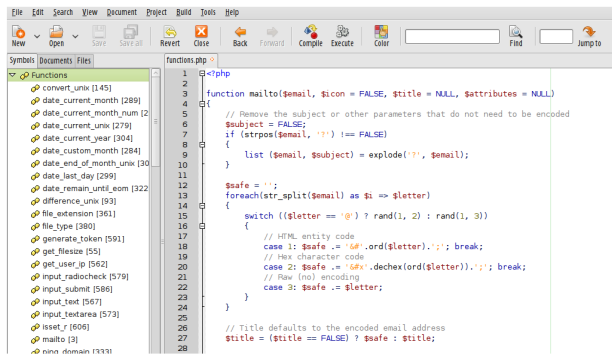 File Edit Search View Document Project Build Tools Help
New Open Save Save all Revert Close Back Forward Compile Execute Color Find Jump to
Symbols Documents Files
functions.php
Functions
convert_unix [145]
date_current_month [289]
date_current_month_num [2
date_current_unix [279]
date_current_year [304]
date_custom_month [284]
date_end_of_month_unix [30
date_last_day [299]
date_remain_until_eom [322
difference_unix [93]
file_extension [361]
file_type [380]
generate_token [591]
get_filesize [55]
get_user_ip [562]
input_radiocheck [579]
input_submit [586]
input_text [567]
input_textarea [573]
isset_r [606]
mailto [3]
ping_domain [333]
1 <?php
2
3 function mailto($email, $icon = FALSE, $title = NULL, $attributes = NULL)
4 {
5 // Remove the subject or other parameters that do not need to be encoded
6 $subject = FALSE;
7 if (strpos($email, '?') !== FALSE)
8 {
9 list ($email, $subject) = explode('?', $email);
10 }
11
12 $safe = '';
13 foreach(str_split($email) as $i => $letter)
14 {
15 switch (($letter == '@') ? rand(1, 2) : rand(1, 3))
16 {
17 // HTML entity code
18 case 1: $safe .= '&#'.ord($letter).';'; break;
19 // Hex character code
20 case 2: $safe .= '&#x'.dechex(ord($letter)).';'; break;
21 // Raw (no) encoding
22 case 3: $safe .= $letter;
23 }
24 }
25
26 // Title defaults to the encoded email address
27 $title = ($title == FALSE) ? $safe : $title;
28